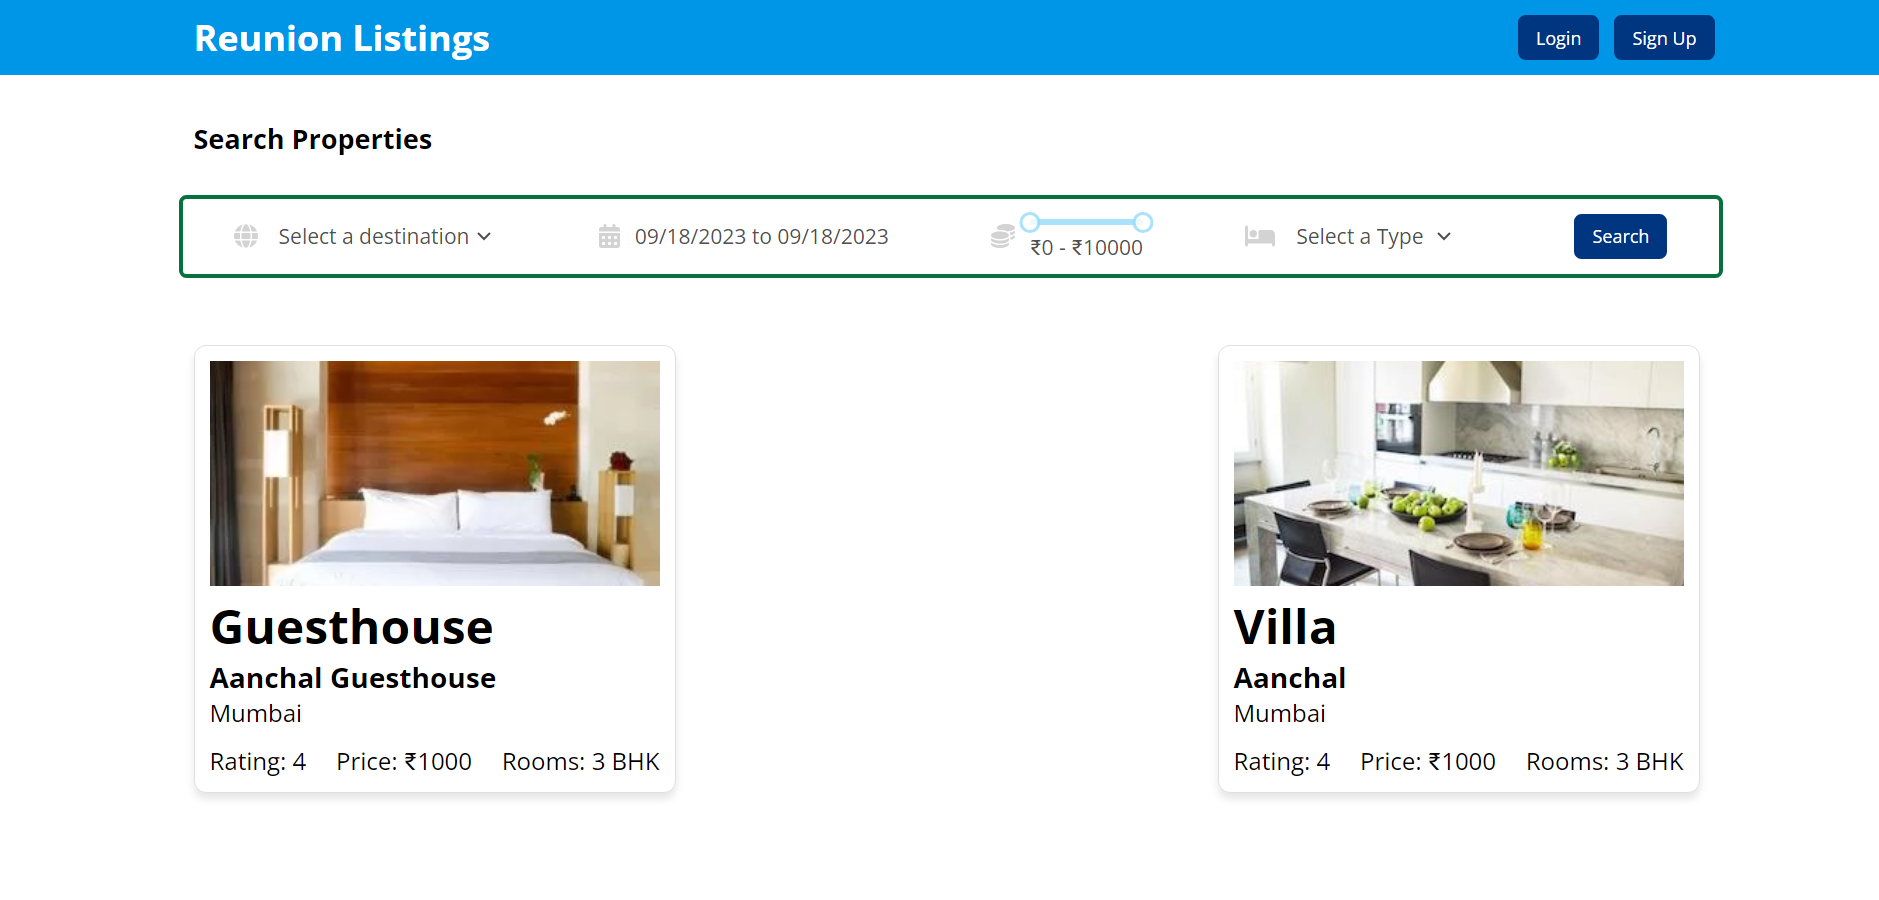 Reunion Listings
Login
Sign Up
Search Properties
Select a destination
09/18/2023 to 09/18/2023
₹0 - ₹10000
Select a Type
Search
Guesthouse
Aanchal Guesthouse
Mumbai
Rating: 4 Price: ₹1000 Rooms: 3 BHK
Villa
Aanchal
Mumbai
Rating: 4 Price: ₹1000 Rooms: 3 BHK